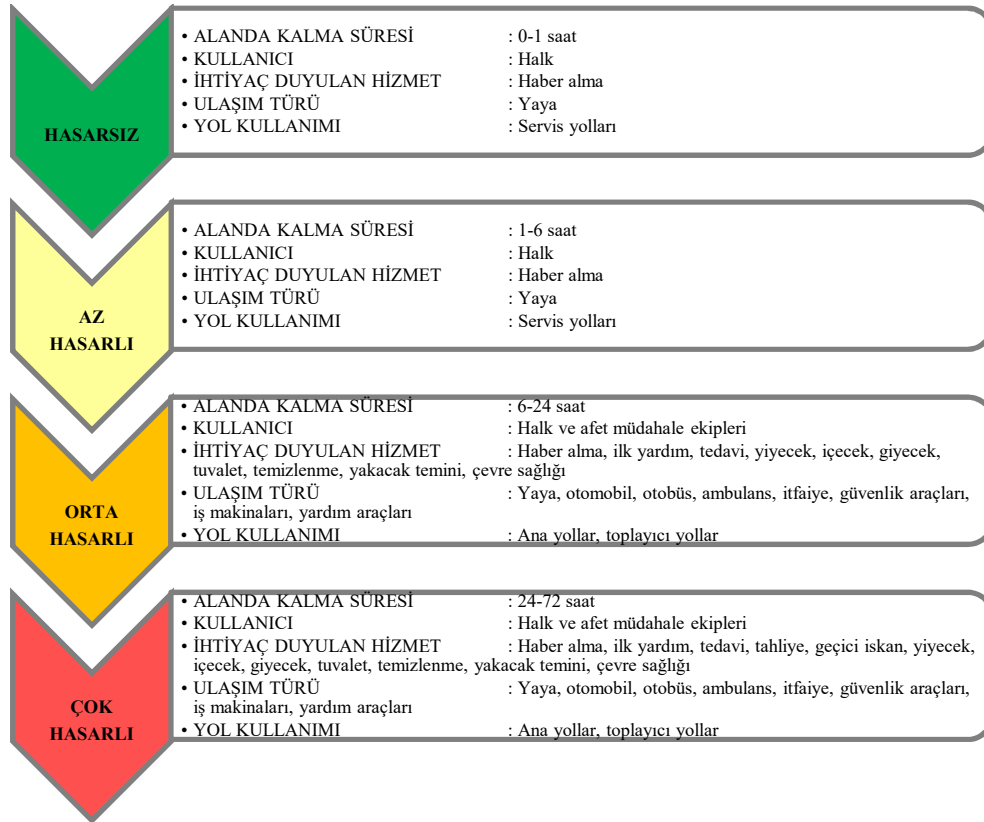 HASARSIZ
• ALANDA KALMA SÜRESİ : 0-1 saat
• KULLANICI : Halk
• İHTİYAÇ DUYULAN HİZMET : Haber alma
• ULAŞIM TÜRÜ : Yaya
• YOL KULLANIMI : Servis yolları
AZ
HASARLI
• ALANDA KALMA SÜRESİ : 1-6 saat
• KULLANICI : Halk
• İHTİYAÇ DUYULAN HİZMET : Haber alma
• ULAŞIM TÜRÜ : Yaya
• YOL KULLANIMI : Servis yolları
ORTA
HASARLI
• ALANDA KALMA SÜRESİ : 6-24 saat
• KULLANICI : Halk ve afet müdahale ekipleri
• İHTİYAÇ DUYULAN HİZMET : Haber alma, ilk yardım, tedavi, yiyecek, içecek, giyecek,
tuvalet, temizlenme, yakacak temini, çevre sağlığı
• ULAŞIM TÜRÜ : Yaya, otomobil, otobüs, ambulans, itfaiye, güvenlik araçları,
iş makinaları, yardım araçları
• YOL KULLANIMI : Ana yollar, toplayıcı yollar
ÇOK
HASARLI
• ALANDA KALMA SÜRESİ : 24-72 saat
• KULLANICI : Halk ve afet müdahale ekipleri
• İHTİYAÇ DUYULAN HİZMET : Haber alma, ilk yardım, tedavi, tahliye, geçici iskan, yiyecek,
içecek, giyecek, tuvalet, temizlenme, yakacak temini, çevre sağlığı
• ULAŞIM TÜRÜ : Yaya, otomobil, otobüs, ambulans, itfaiye, güvenlik araçları,
iş makinaları, yardım araçları
• YOL KULLANIMI : Ana yollar, toplayıcı yollar